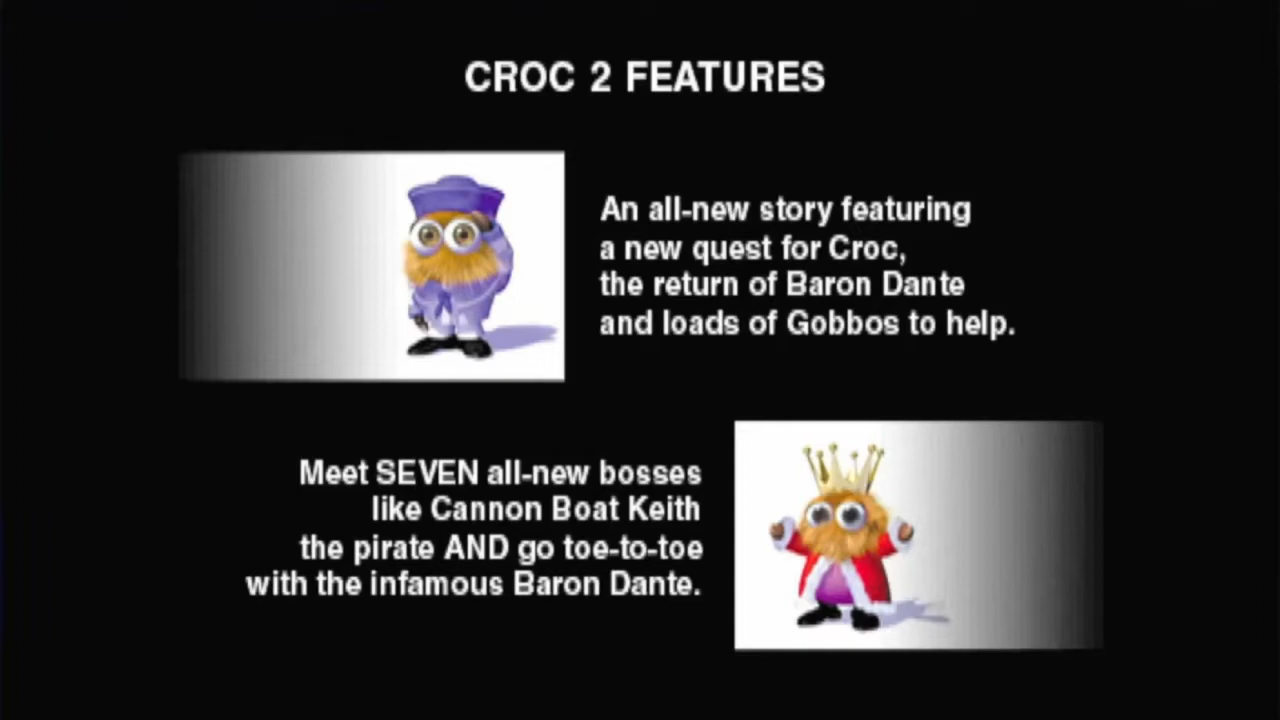 CROC 2 FEATURES
An all-new story featuring
a new quest for Croc,
the return of Baron Dante
and loads of Gobbos to help.
Meet SEVEN all-new bosses
like Cannon Boat Keith
the pirate AND go toe-to-toe
with the infamous Baron Dante.